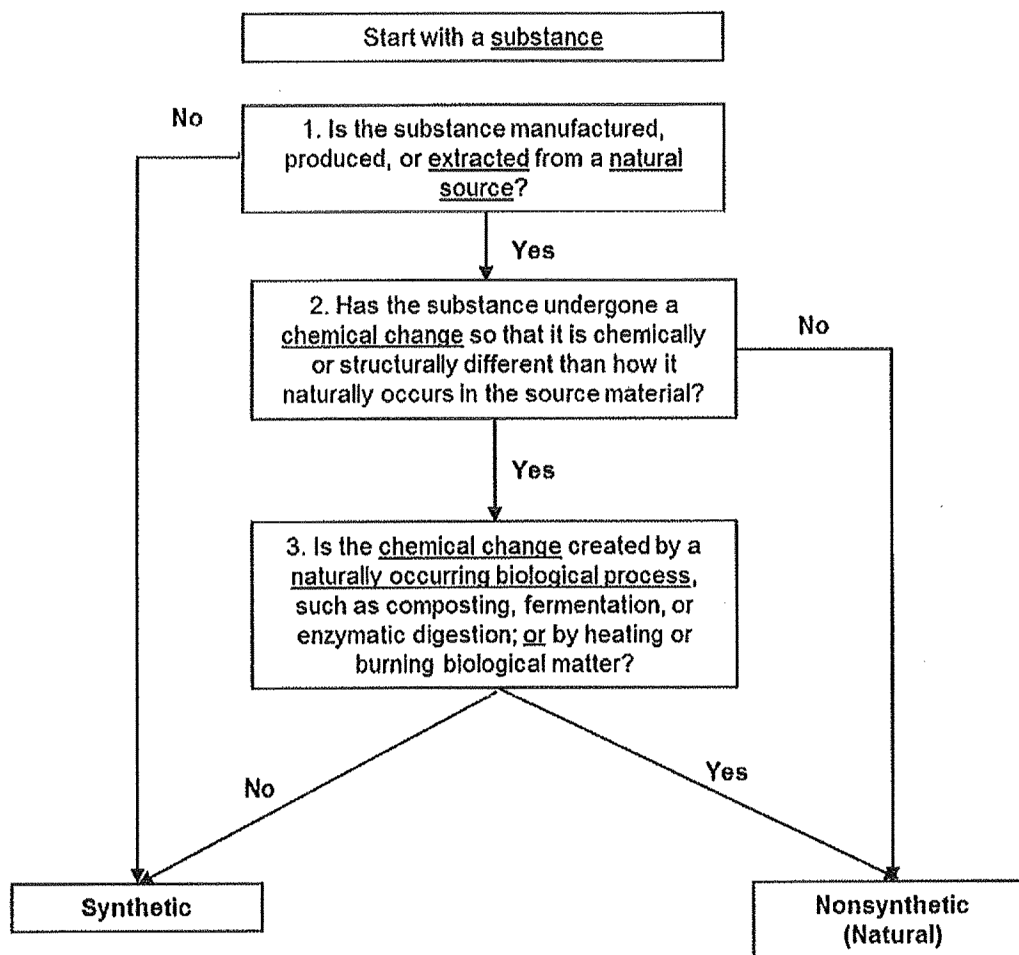 Start with a substance
No
1. Is the substance manufactured,
produced, or extracted from a natural
source?
Yes
2. Has the substance undergone a
chemical change so that it is chemically
or structurally different than how it
naturally occurs in the source material?
No
Yes
3. Is the chemical change created by a
naturally occurring biological process,
such as composting, fermentation, or
enzymatic digestion; or by heating or
burning biological matter?
No
Yes
Synthetic
Nonsynthetic
(Natural)